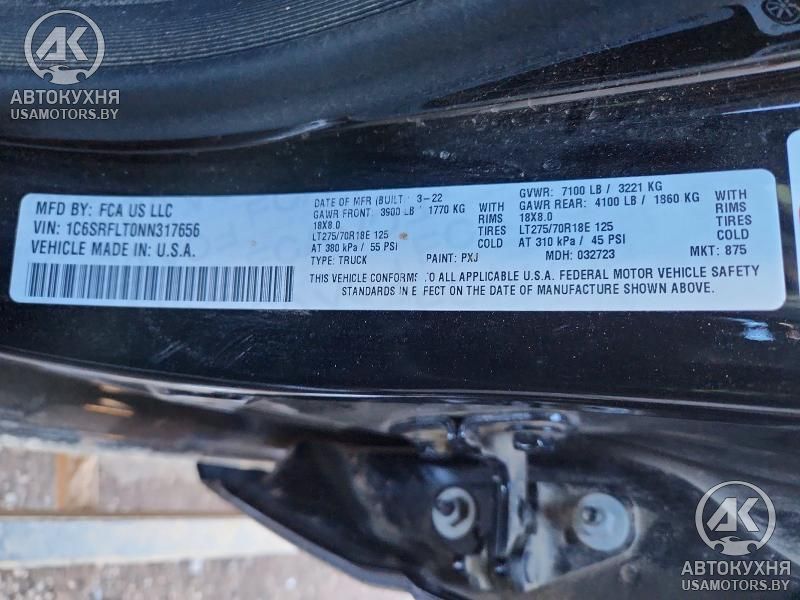 AK
АВТОКУХНЯ
USAMOTORS.BY
MFD BY: FCA US LLC
VIN: 1C6SRFLT0NN317656
VEHICLE MADE IN: U.S.A.
DATE OF MFR (BUILT) 3-22
GAWR FRONT: 3900 LB 1770 KG WITH
18X8.0 RIMS
LT275/70R18E 125 TIRES
AT 380 kPa / 55 PSI COLD
TYPE: TRUCK PAINT: PXJ
GVWR: 7100 LB / 3221 KG
GAWR REAR: 4100 LB / 1860 KG WITH
18X8.0 RIMS
LT275/70R18E 125 TIRES
AT 310 kPa / 45 PSI COLD
MDH: 032723 MKT: 875
THIS VEHICLE CONFORMS TO ALL APPLICABLE U.S.A. FEDERAL MOTOR VEHICLE SAFETY
STANDARDS IN EFFECT ON THE DATE OF MANUFACTURE SHOWN ABOVE.
AK
АВТОКУХНЯ
USAMOTORS.BY